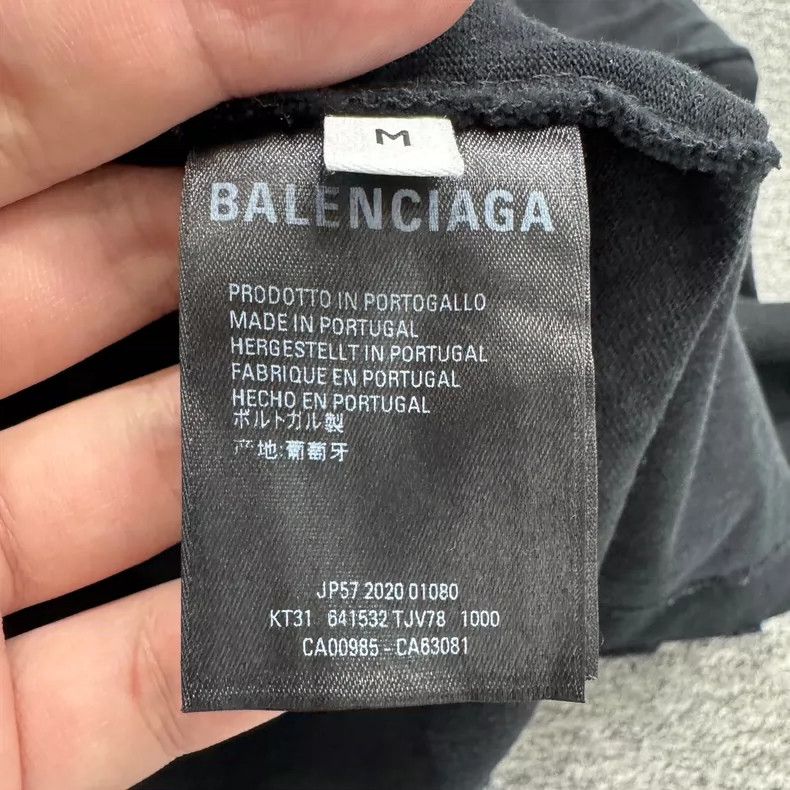 M
BALENCIAGA
PRODOTTO IN PORTOGALLO
MADE IN PORTUGAL
HERGESTELLT IN PORTUGAL
FABRIQUE EN PORTUGAL
HECHO EN PORTUGAL
ポルトガル製
产地:葡萄牙
JP57 2020 01080
KT31 641532 TJV78 1000
CA00985 - CA63081